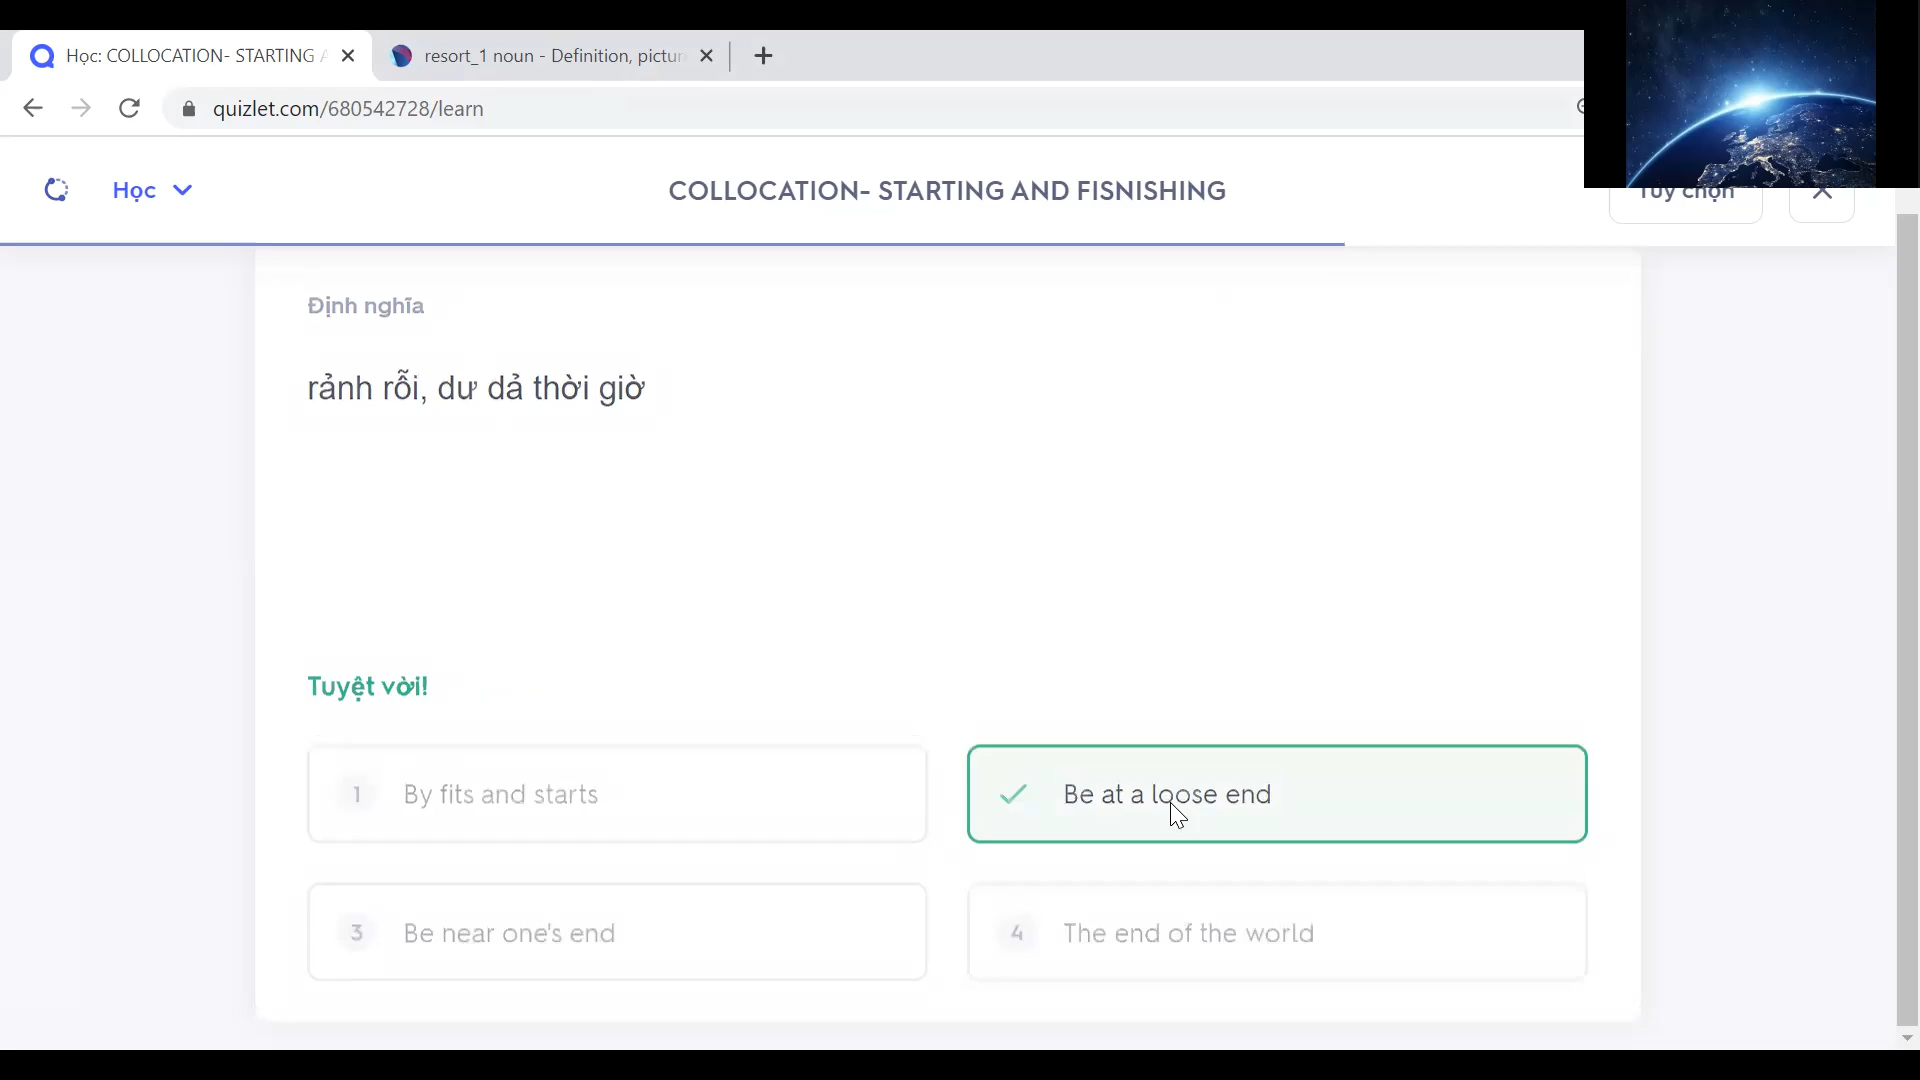 Học: COLLOCATION- STARTING A
resort_1 noun - Definition, pictur
quizlet.com/680542728/learn
Học
COLLOCATION- STARTING AND FISNISHING
Tùy chọn
Định nghĩa
rảnh rỗi, dư dả thời giờ
Tuyệt vời!
1 By fits and starts
Be at a loose end
3 Be near one's end
4 The end of the world